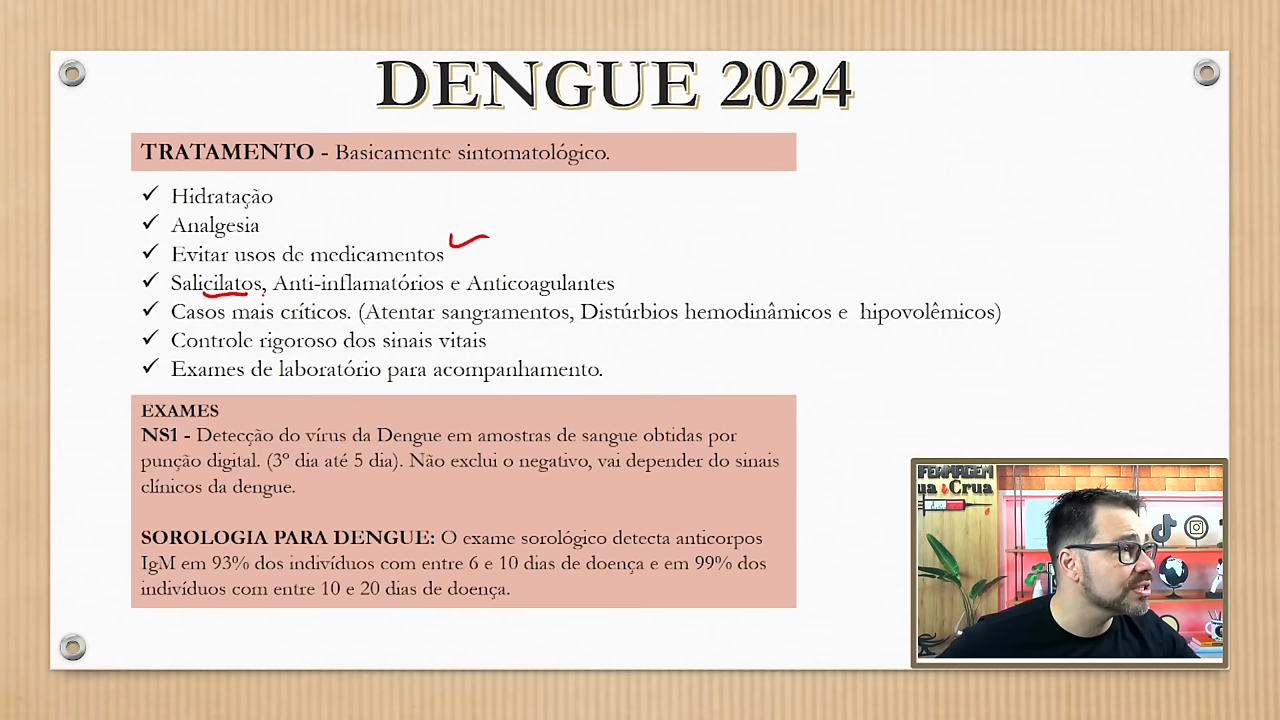 DENGUE 2024
TRATAMENTO - Basicamente sintomatológico.
Hidratação
Analgesia
Evitar usos de medicamentos
Salicilatos, Anti-inflamatórios e Anticoagulantes
Casos mais críticos. (Atentar sangramentos, Distúrbios hemodinâmicos e hipovolêmicos)
Controle rigoroso dos sinais vitais
Exames de laboratório para acompanhamento.
EXAMES
NS1 - Detecção do vírus da Dengue em amostras de sangue obtidas por
punção digital. (3º dia até 5 dia). Não exclui o negativo, vai depender do sinais
clínicos da dengue.
SOROLOGIA PARA DENGUE: O exame sorológico detecta anticorpos
IgM em 93% dos indivíduos com entre 6 e 10 dias de doença e em 99% dos
indivíduos com entre 10 e 20 dias de doença.
FERMAGEM
ua Crua